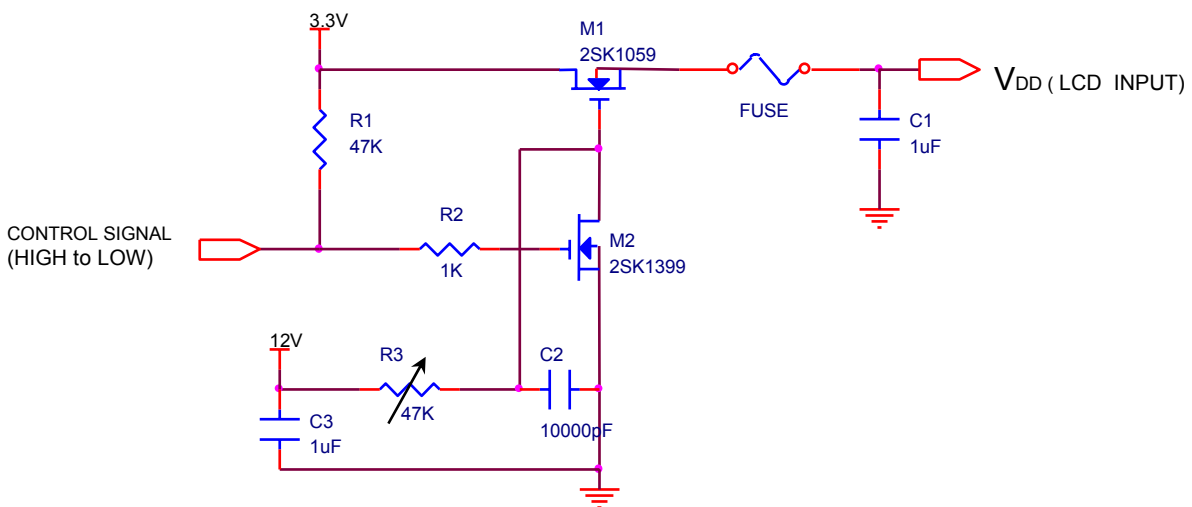 3.3V
M1
2SK1059
FUSE
VDD ( LCD INPUT)
R1
47K
C1
1uF
R2
1K
CONTROL SIGNAL
(HIGH to LOW)
M2
2SK1399
12V
R3
47K
C2
10000pF
C3
1uF